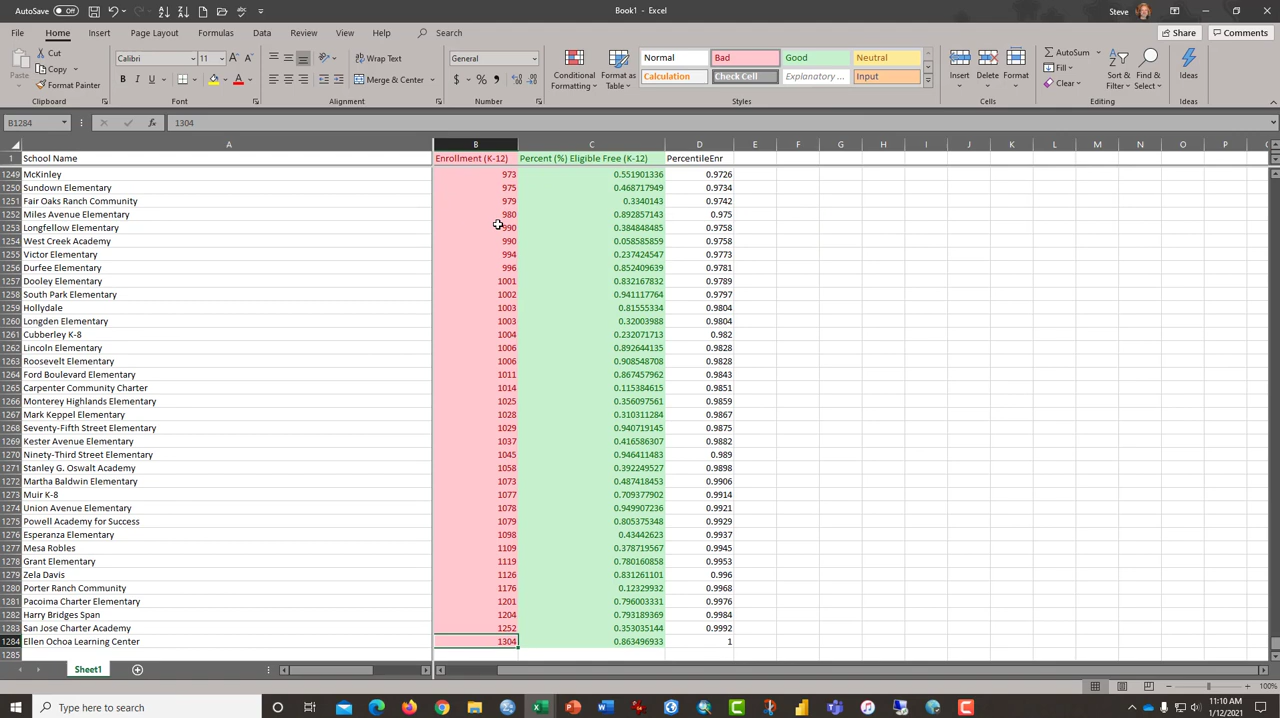 AutoSave Off Book1 - Excel Steve
File Home Insert Page Layout Formulas Data Review View Help Search Share Comments
Paste Cut Copy Format Painter Clipboard
Calibri 11 B I U Font
Wrap Text Merge & Center Alignment
General $ % Number
Conditional Formatting Format as Table
Normal Bad Good Neutral
Calculation Check Cell Explanatory ... Input
Styles
Insert Delete Format Cells
AutoSum Fill Clear Sort & Filter Find & Select Editing
Ideas Ideas
B1284 fx 1304
A B C D E F G H I J K L M N O P Q
1 School Name Enrollment (K-12) Percent (%) Eligible Free (K-12) PercentileEnr
1249 McKinley 973 0.551901336 0.9726
1250 Sundown Elementary 975 0.468717949 0.9734
1251 Fair Oaks Ranch Community 979 0.3340143 0.9742
1252 Miles Avenue Elementary 980 0.892857143 0.975
1253 Longfellow Elementary 990 0.384848485 0.9758
1254 West Creek Academy 990 0.058585859 0.9758
1255 Victor Elementary 994 0.237424547 0.9773
1256 Durfee Elementary 996 0.852409639 0.9781
1257 Dooley Elementary 1001 0.832167832 0.9789
1258 South Park Elementary 1002 0.941117764 0.9797
1259 Hollydale 1003 0.81555334 0.9804
1260 Longden Elementary 1003 0.32003988 0.9804
1261 Cubberley K-8 1004 0.232071713 0.982
1262 Lincoln Elementary 1006 0.892644135 0.9828
1263 Roosevelt Elementary 1006 0.908548708 0.9828
1264 Ford Boulevard Elementary 1011 0.867457962 0.9843
1265 Carpenter Community Charter 1014 0.115384615 0.9851
1266 Monterey Highlands Elementary 1025 0.356097561 0.9859
1267 Mark Keppel Elementary 1028 0.310311284 0.9867
1268 Seventy-Fifth Street Elementary 1029 0.940719145 0.9875
1269 Kester Avenue Elementary 1037 0.416586307 0.9882
1270 Ninety-Third Street Elementary 1045 0.946411483 0.989
1271 Stanley G. Oswalt Academy 1058 0.392249527 0.9898
1272 Martha Baldwin Elementary 1073 0.487418453 0.9906
1273 Muir K-8 1077 0.709377902 0.9914
1274 Union Avenue Elementary 1078 0.949907236 0.9921
1275 Powell Academy for Success 1079 0.805375348 0.9929
1276 Esperanza Elementary 1098 0.43442623 0.9937
1277 Mesa Robles 1109 0.378719567 0.9945
1278 Grant Elementary 1119 0.780160858 0.9953
1279 Zela Davis 1126 0.831261101 0.996
1280 Porter Ranch Community 1176 0.12329932 0.9968
1281 Pacoima Charter Elementary 1201 0.796003331 0.9976
1282 Harry Bridges Span 1204 0.793189369 0.9984
1283 San Jose Charter Academy 1252 0.353035144 0.9992
1284 Ellen Ochoa Learning Center 1304 0.863496933 1
1285
Sheet1
100%
Type here to search 11:10 AM
1/12/2021